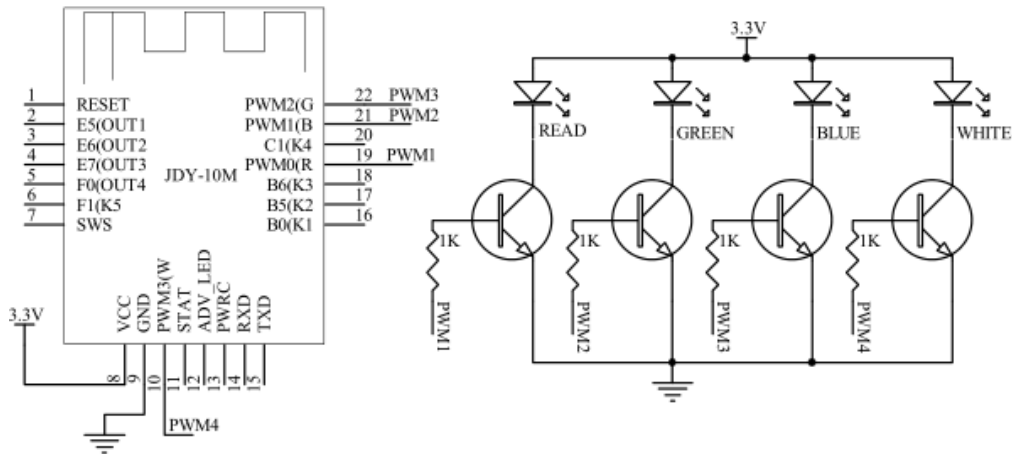 3.3V
1 RESET
2 E5(OUT1
3 E6(OUT2
4 E7(OUT3
5 F0(OUT4
6 F1(K5
7 SWS
JDY-10M
PWM2(G 22 PWM3
PWM1(B 21 PWM2
C1(K4 20
PWM0(R 19 PWM1
B6(K3 18
B5(K2 17
B0(K1 16
VCC 8
GND 9
PWM3(W 10
STAT 11
ADV_LED 12
PWRC 13
RXD 14
TXD 15
3.3V
PWM4
READ
GREEN
BLUE
WHITE
1K
1K
1K
1K
PWM1
PWM2
PWM3
PWM4